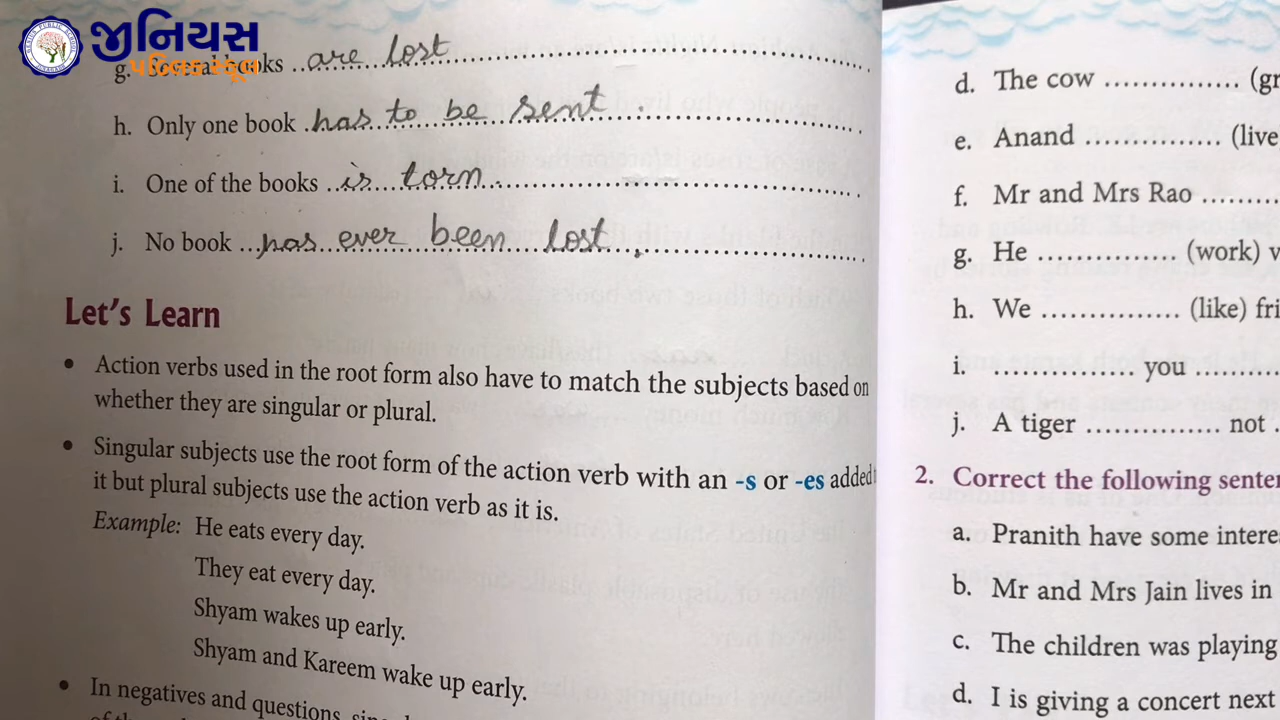 જીનિયસ
પબ્લિક સ્કૂલ
g. Several books are lost
h. Only one book has to be sent.
i. One of the books is torn.
j. No book has ever been lost.
Let's Learn
• Action verbs used in the root form also have to match the subjects based on
whether they are singular or plural.
• Singular subjects use the root form of the action verb with an -s or -es added
it but plural subjects use the action verb as it is.
Example: He eats every day.
They eat every day.
Shyam wakes up early.
Shyam and Kareem wake up early.
• In negatives and questions,
d. The cow ............... (gr
e. Anand ............... (live
f. Mr and Mrs Rao .........
g. He ............... (work) v
h. We ............... (like) fri
i. ............... you .........
j. A tiger ............... not .
2. Correct the following senten
a. Pranith have some intere
b. Mr and Mrs Jain lives in
c. The children was playing
d. I is giving a concert next